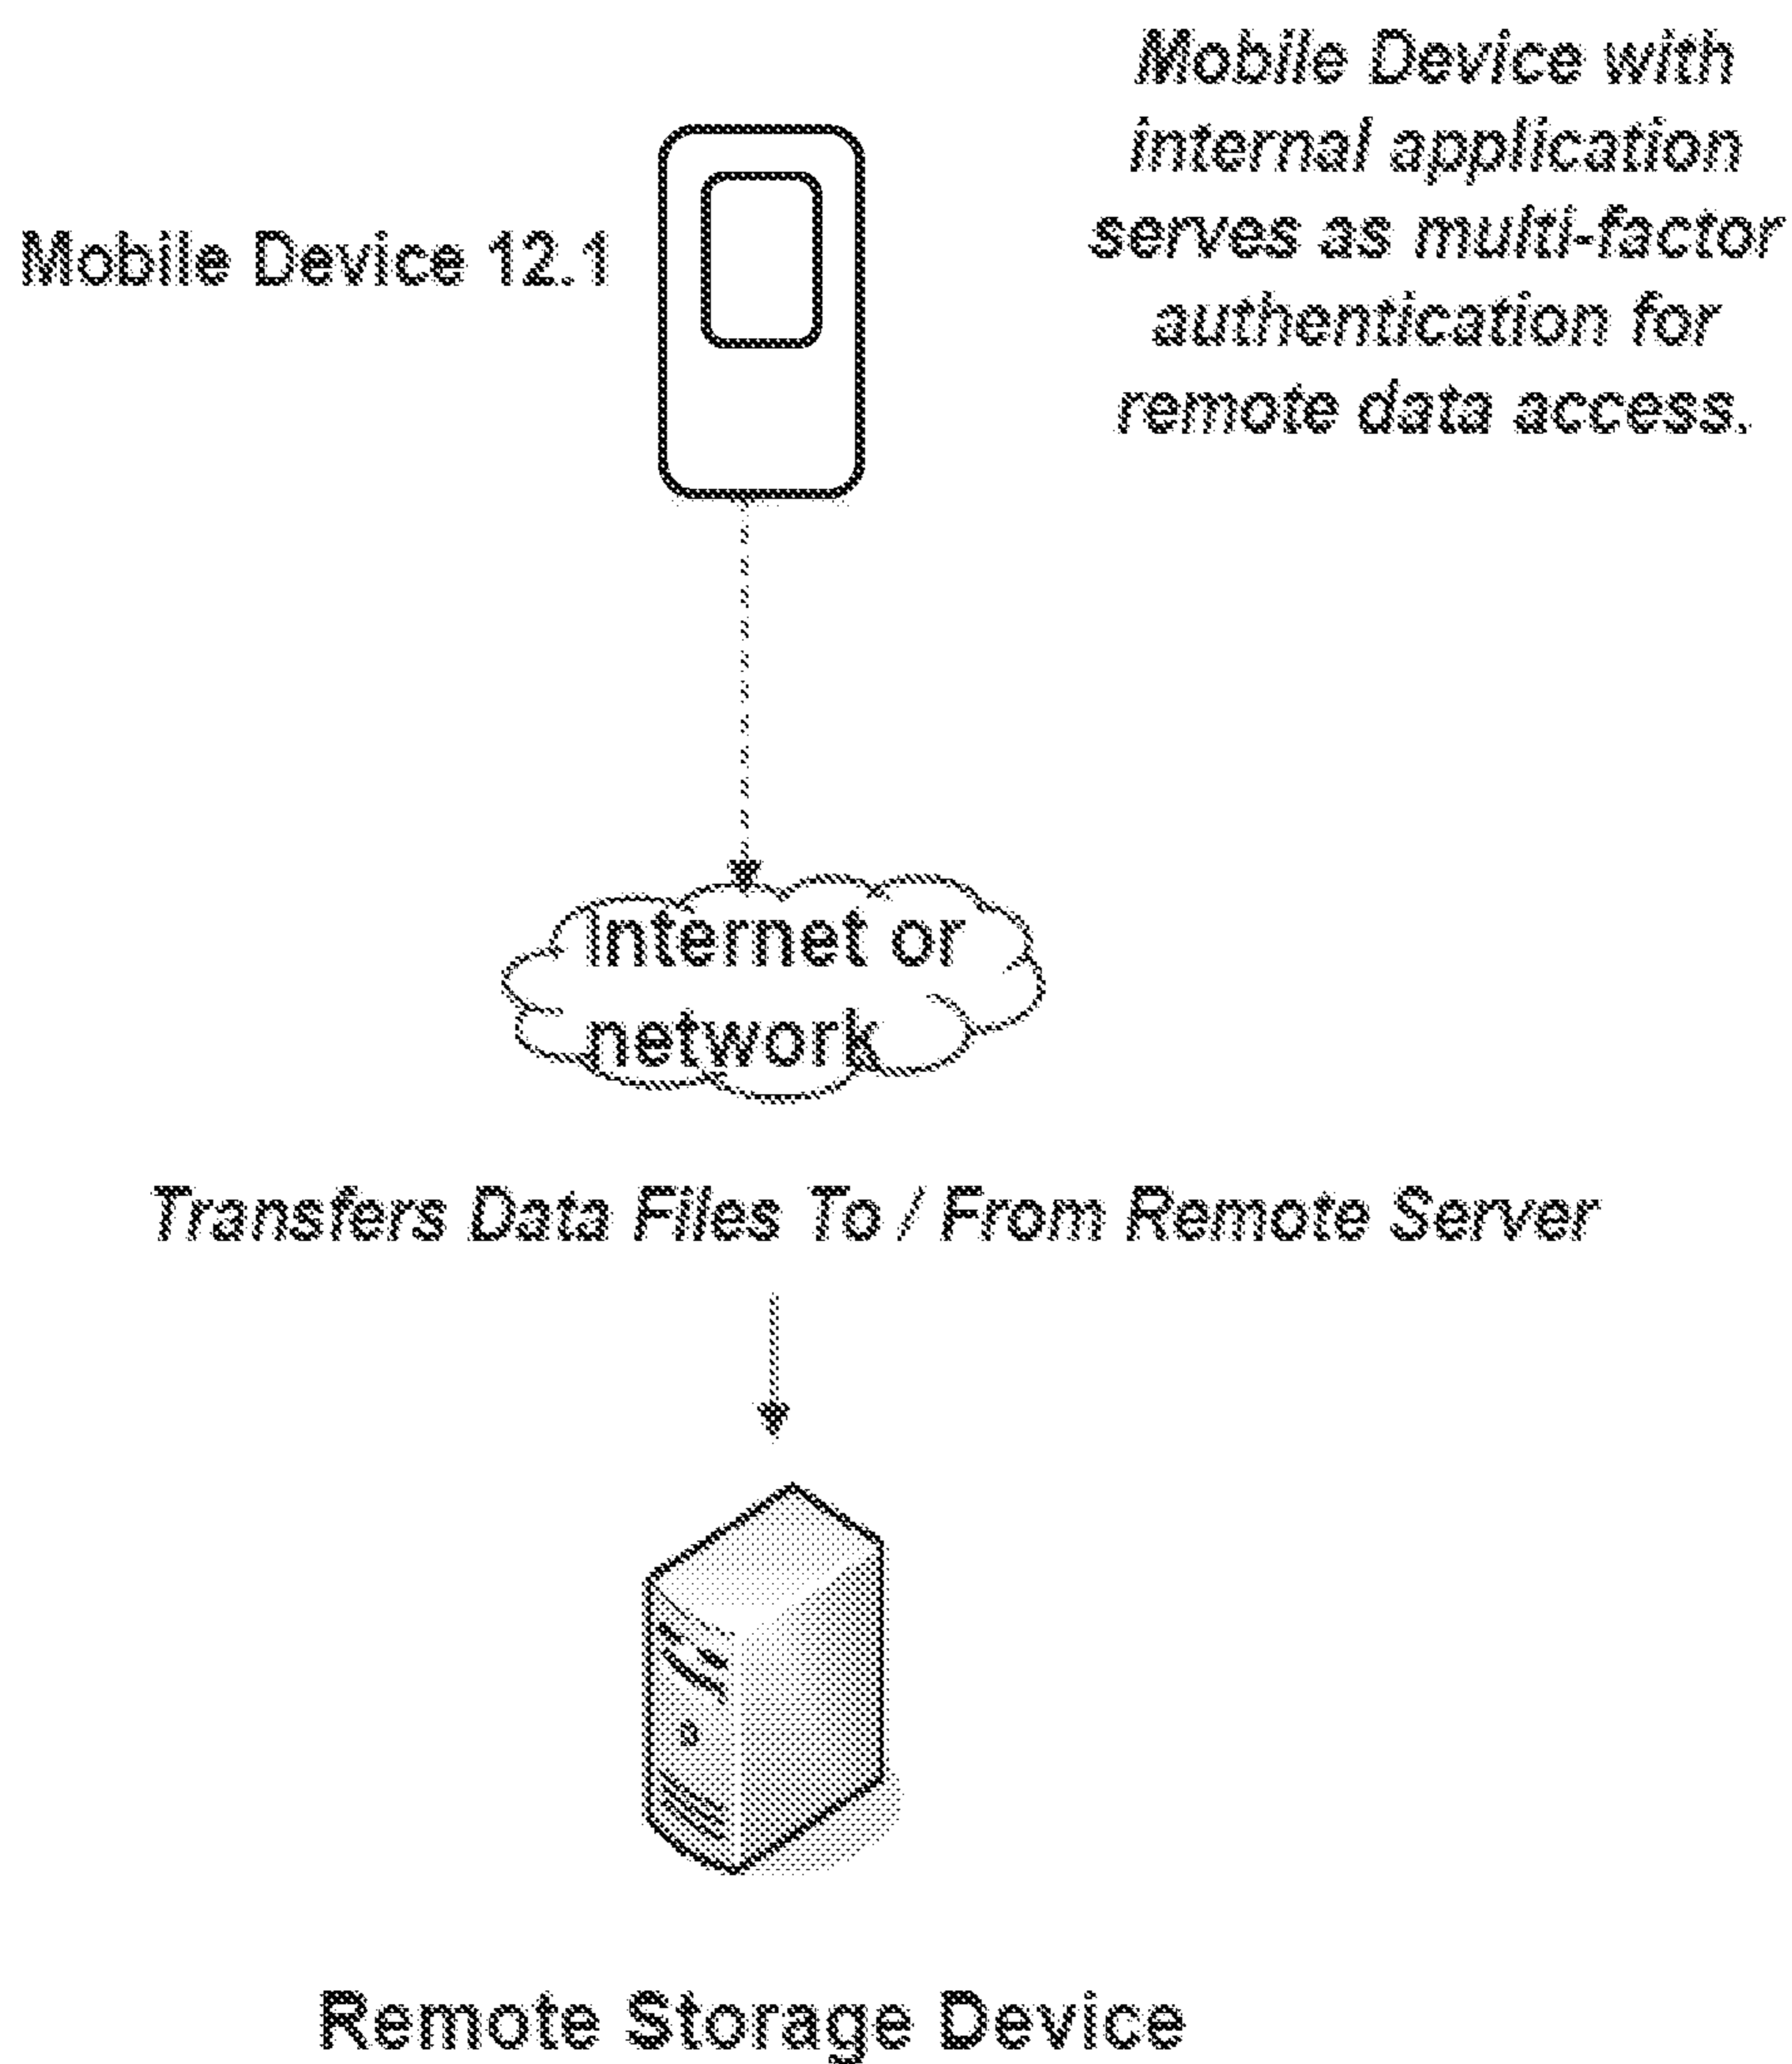 Mobile Device with
internal application
serves as multi-factor
authentication for
remote data access.
Mobile Device 12.1
Internet or
network
Transfers Data Files To / From Remote Server
Remote Storage Device